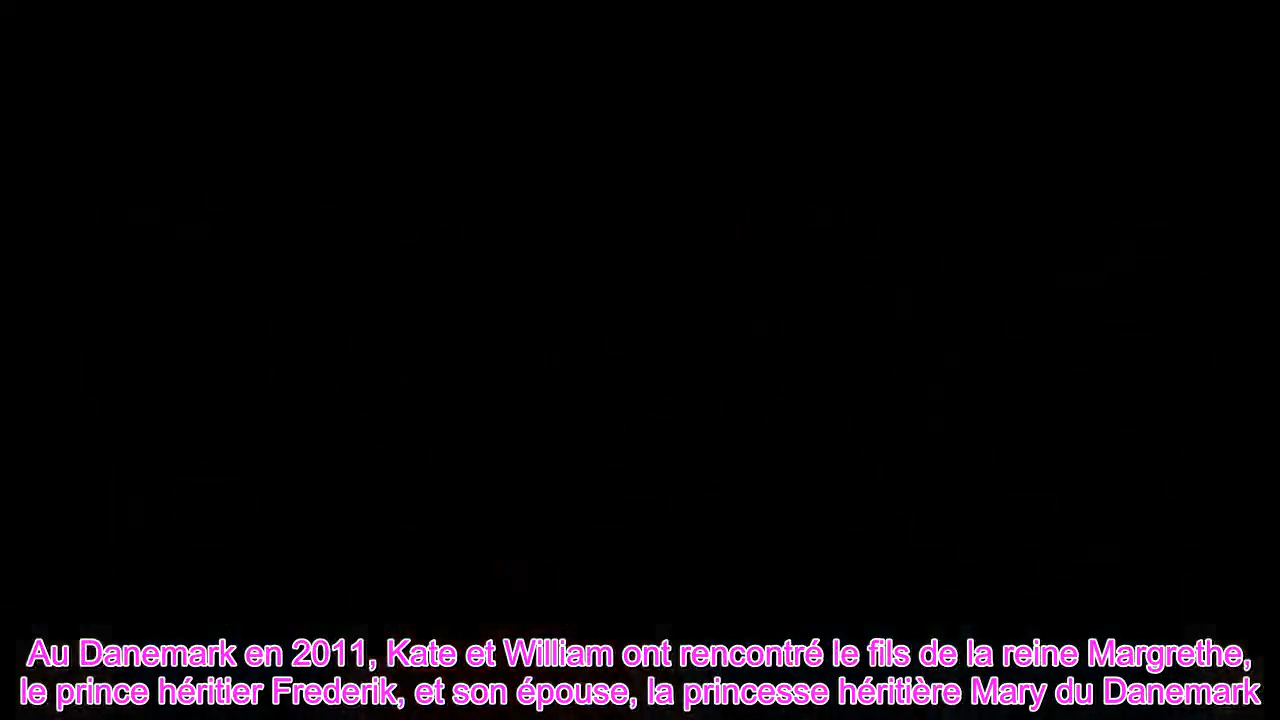 Au Danemark en 2011, Kate et William ont rencontré le fils de la reine Margrethe,
le prince héritier Frederik, et son épouse, la princesse héritière Mary du Danemark